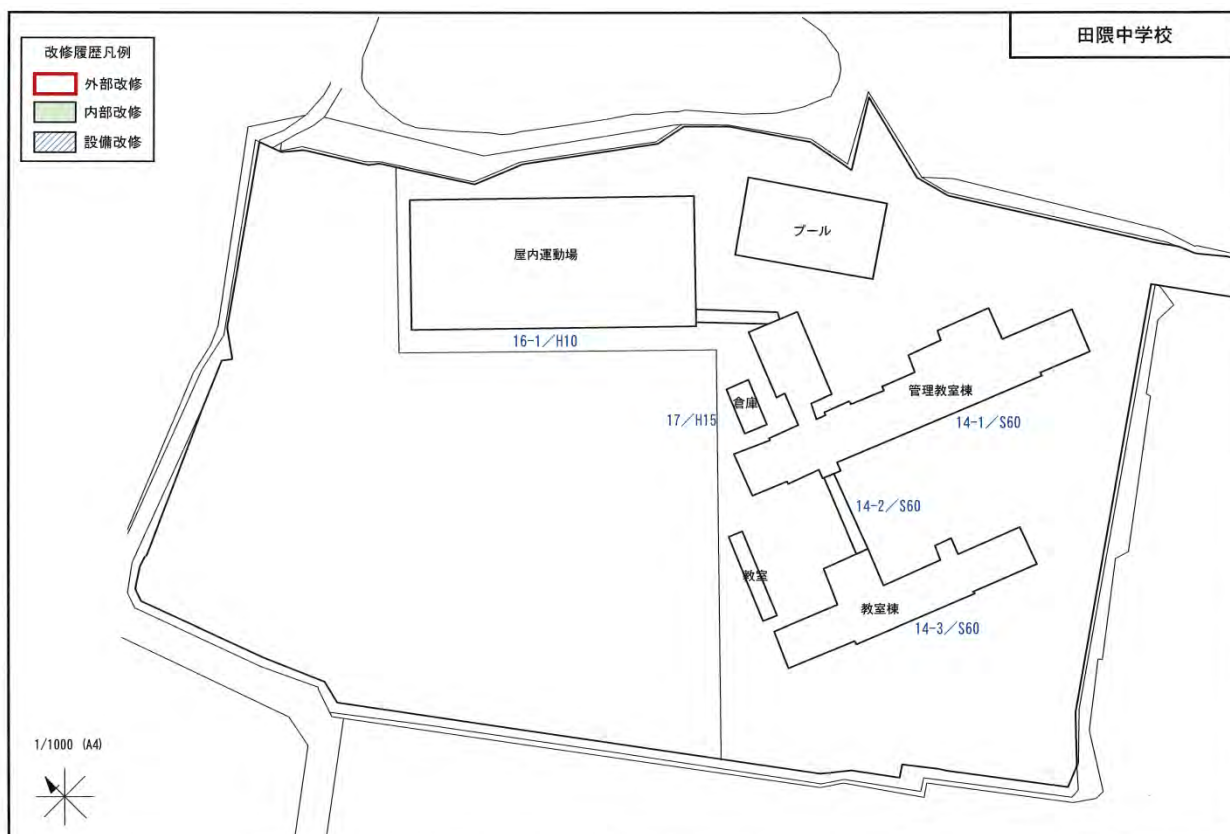 田隈中学校
改修履歴凡例
外部改修
内部改修
設備改修
プール
屋内運動場
16-1/H10
管理教室棟
倉庫
17/H15
14-1/S60
14-2/S60
教室
教室棟
14-3/S60
1/1000 (A4)